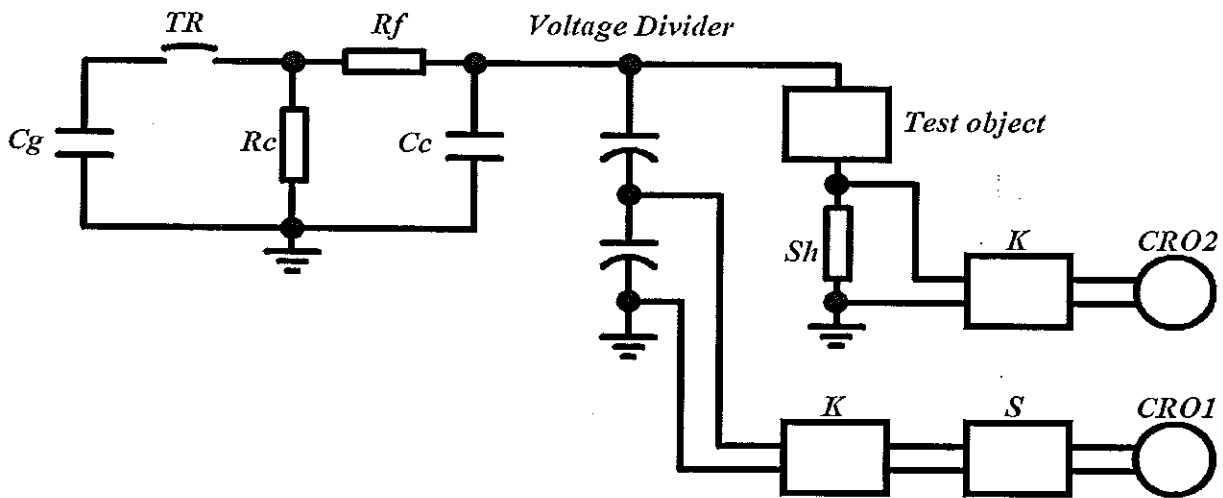 TR
Rf
Voltage Divider
Cg
Rc
Cc
Test object
Sh
K
CRO2
K
S
CRO1